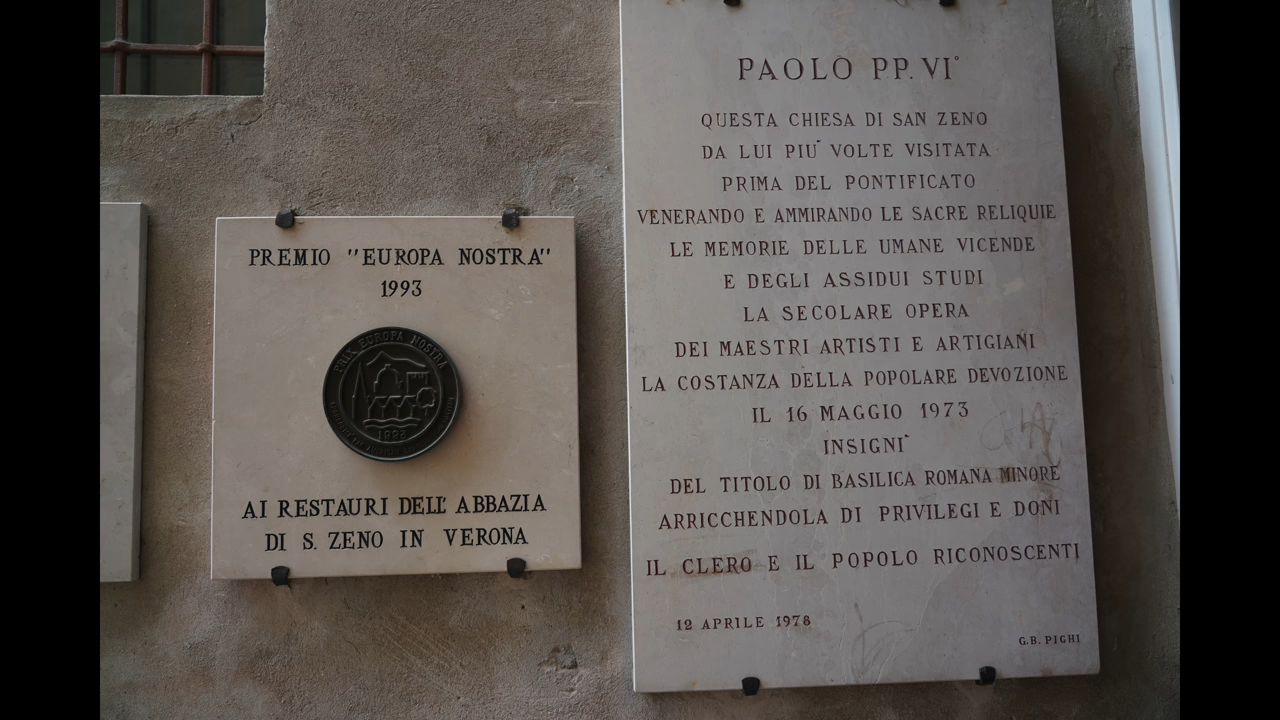 PREMIO "EUROPA NOSTRA"
1993
PRIX EUROPA NOSTRA
1992
AI RESTAURI DELL' ABBAZIA
DI S. ZENO IN VERONA
PAOLO PP. VI°
QUESTA CHIESA DI SAN ZENO
DA LUI PIU' VOLTE VISITATA
PRIMA DEL PONTIFICATO
VENERANDO E AMMIRANDO LE SACRE RELIQUIE
LE MEMORIE DELLE UMANE VICENDE
E DEGLI ASSIDUI STUDI
LA SECOLARE OPERA
DEI MAESTRI ARTISTI E ARTIGIANI
LA COSTANZA DELLA POPOLARE DEVOZIONE
IL 16 MAGGIO 1973
INSIGNI'
DEL TITOLO DI BASILICA ROMANA MINORE
ARRICCHENDOLA DI PRIVILEGI E DONI
IL CLERO E IL POPOLO RICONOSCENTI
12 APRILE 1978
G.B. PIGHI